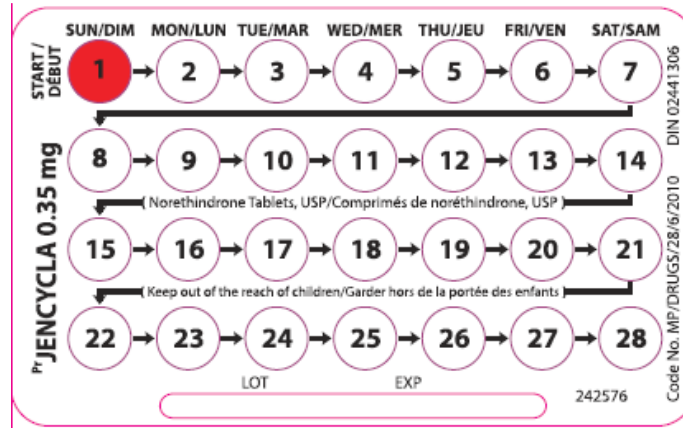 SUN/DIM MON/LUN TUE/MAR WED/MER THU/JEU FRI/VEN SAT/SAM
START /
DÉBUT
1 2 3 4 5 6 7
8 9 10 11 12 13 14
( Norethindrone Tablets, USP/Comprimés de noréthindrone, USP )
15 16 17 18 19 20 21
( Keep out of the reach of children/Garder hors de la portée des enfants )
22 23 24 25 26 27 28
LOT EXP
242576
Pr JENCYCLA 0.35 mg
Code No. MP/DRUGS/28/6/2010 DIN 02441306